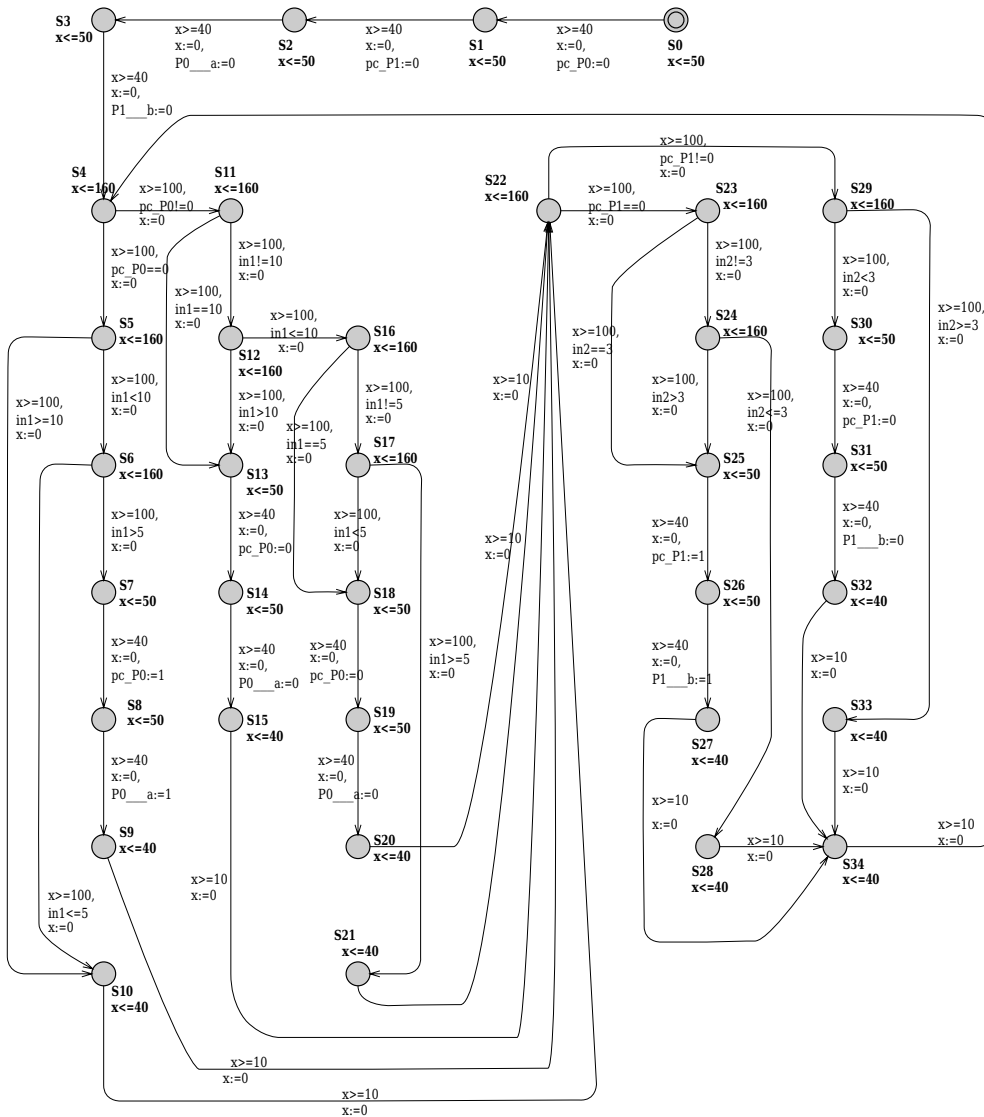 S3
x<=50
x>=40
x:=0,
P0___a:=0
S2
x<=50
x>=40
x:=0,
pc_P1:=0
S1
x<=50
x>=40
x:=0,
pc_P0:=0
S0
x<=50
x>=40
x:=0,
P1___b:=0
S4
x<=160
x>=100,
pc_P0!=0
x:=0
S11
x<=160
S22
x<=160
x>=100,
pc_P1==0
x:=0
S23
x<=160
x>=100,
pc_P1!=0
x:=0
S29
x<=160
x>=100,
pc_P0==0
x:=0
x>=100,
in1==10
x:=0
x>=100,
in1!=10
x:=0
x>=100,
in2==3
x:=0
x>=100,
in2!=3
x:=0
x>=100,
in2<3
x:=0
x>=100,
in2>=3
x:=0
S5
x<=160
S12
x<=160
x>=100,
in1<=10
x:=0
S16
x<=160
S24
x<=160
S30
x<=50
x>=100,
in1>=10
x:=0
x>=100,
in1<10
x:=0
x>=100,
in1>10
x:=0
x>=100,
in1==5
x:=0
x>=100,
in1!=5
x:=0
x>=10
x:=0
x>=100,
in2>3
x:=0
x>=100,
in2<=3
x:=0
x>=40
x:=0,
pc_P1:=0
S6
x<=160
S13
x<=50
S17
x<=160
S25
x<=50
S31
x<=50
x>=100,
in1>5
x:=0
x>=40
x:=0,
pc_P0:=0
x>=100,
in1<5
x:=0
x>=10
x:=0
x>=40
x:=0,
pc_P1:=1
x>=40
x:=0,
P1___b:=0
S7
x<=50
S14
x<=50
S18
x<=50
S26
x<=50
S32
x<=40
x>=40
x:=0,
pc_P0:=1
x>=40
x:=0,
P0___a:=0
x>=40
x:=0,
pc_P0:=0
x>=100,
in1>=5
x:=0
x>=40
x:=0,
P1___b:=1
x>=10
x:=0
S8
x<=50
S15
x<=40
S19
x<=50
S27
x<=40
S33
x<=40
x>=40
x:=0,
P0___a:=1
x>=40
x:=0,
P0___a:=0
x>=10
x:=0
x>=10
x:=0
S9
x<=40
S20
x<=40
S28
x<=40
x>=10
x:=0
S34
x<=40
x>=10
x:=0
x>=100,
in1<=5
x:=0
x>=10
x:=0
S21
x<=40
S10
x<=40
x>=10
x:=0
x>=10
x:=0